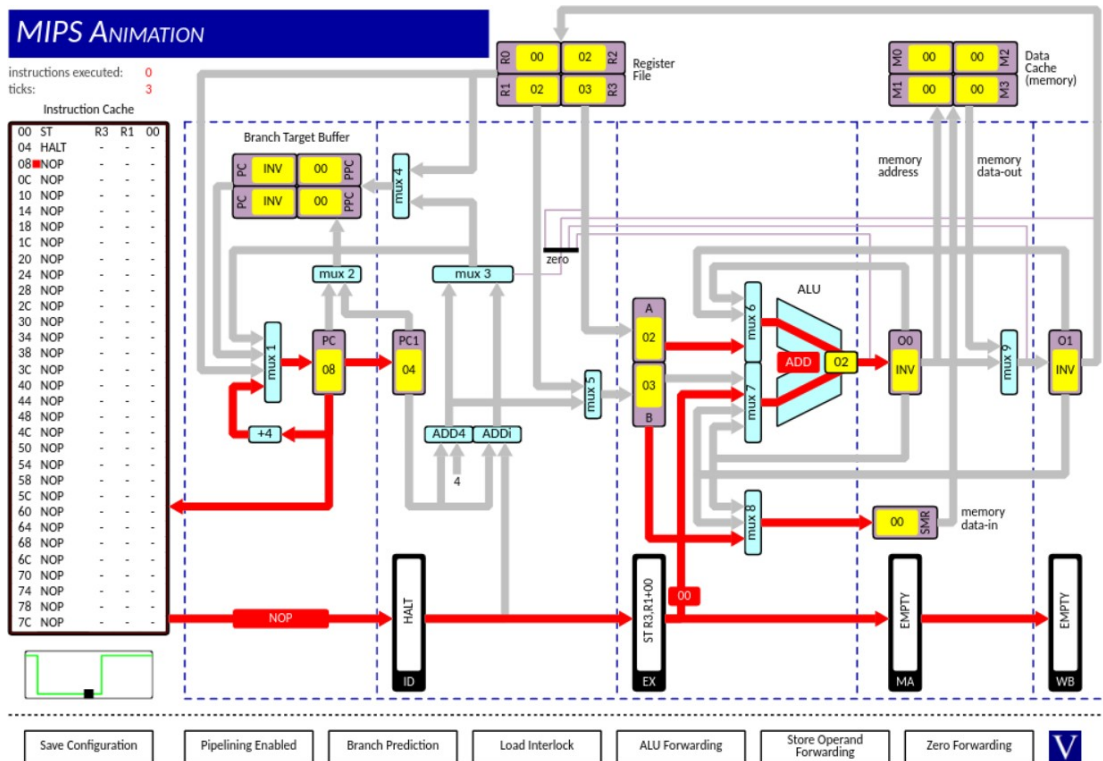 MIPS ANIMATION
instructions executed: 0
ticks: 3
Instruction Cache
00 ST R3 R1 00
04 HALT - - -
08 NOP - - -
0C NOP - - -
10 NOP - - -
14 NOP - - -
18 NOP - - -
1C NOP - - -
20 NOP - - -
24 NOP - - -
28 NOP - - -
2C NOP - - -
30 NOP - - -
34 NOP - - -
38 NOP - - -
3C NOP - - -
40 NOP - - -
44 NOP - - -
48 NOP - - -
4C NOP - - -
50 NOP - - -
54 NOP - - -
58 NOP - - -
5C NOP - - -
60 NOP - - -
64 NOP - - -
68 NOP - - -
6C NOP - - -
70 NOP - - -
74 NOP - - -
78 NOP - - -
7C NOP - - -
R0 00 02 R2
R1 02 03 R3
Register
File
M0 00 00 M2
M1 00 00 M3
Data
Cache
(memory)
Branch Target Buffer
PC INV 00 PPC
PC INV 00 PPC
mux 4
memory
address
memory
data-out
zero
mux 2
mux 3
ALU
mux 1
PC
08
PC1
04
+4
ADD4 ADDi
4
mux 5
A
02
03
B
mux 6
mux 7
ADD
02
O0
INV
mux 9
O1
INV
mux 8
00 SMR
memory
data-in
NOP
HALT
ID
ST R3,R1+00
EX
00
EMPTY
MA
EMPTY
WB
Save Configuration
Pipelining Enabled
Branch Prediction
Load Interlock
ALU Forwarding
Store Operand
Forwarding
Zero Forwarding
V